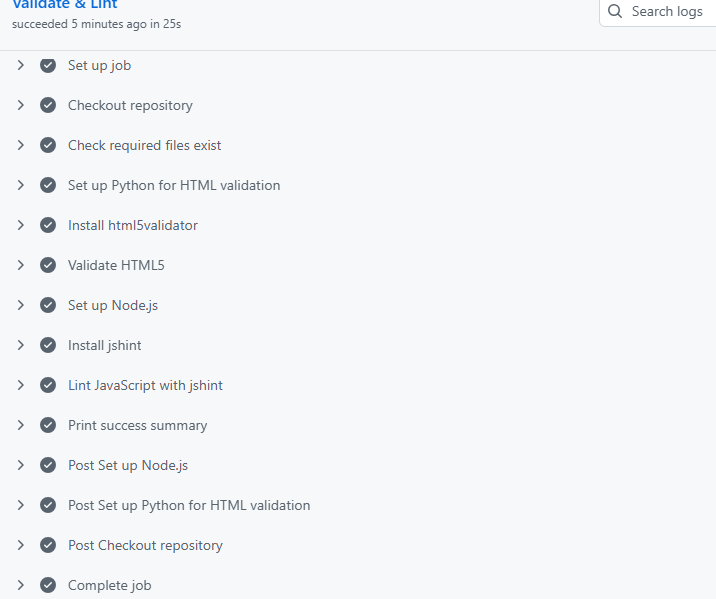 Validate & Lint
succeeded 5 minutes ago in 25s
Search logs
Set up job
Checkout repository
Check required files exist
Set up Python for HTML validation
Install html5validator
Validate HTML5
Set up Node.js
Install jshint
Lint JavaScript with jshint
Print success summary
Post Set up Node.js
Post Set up Python for HTML validation
Post Checkout repository
Complete job